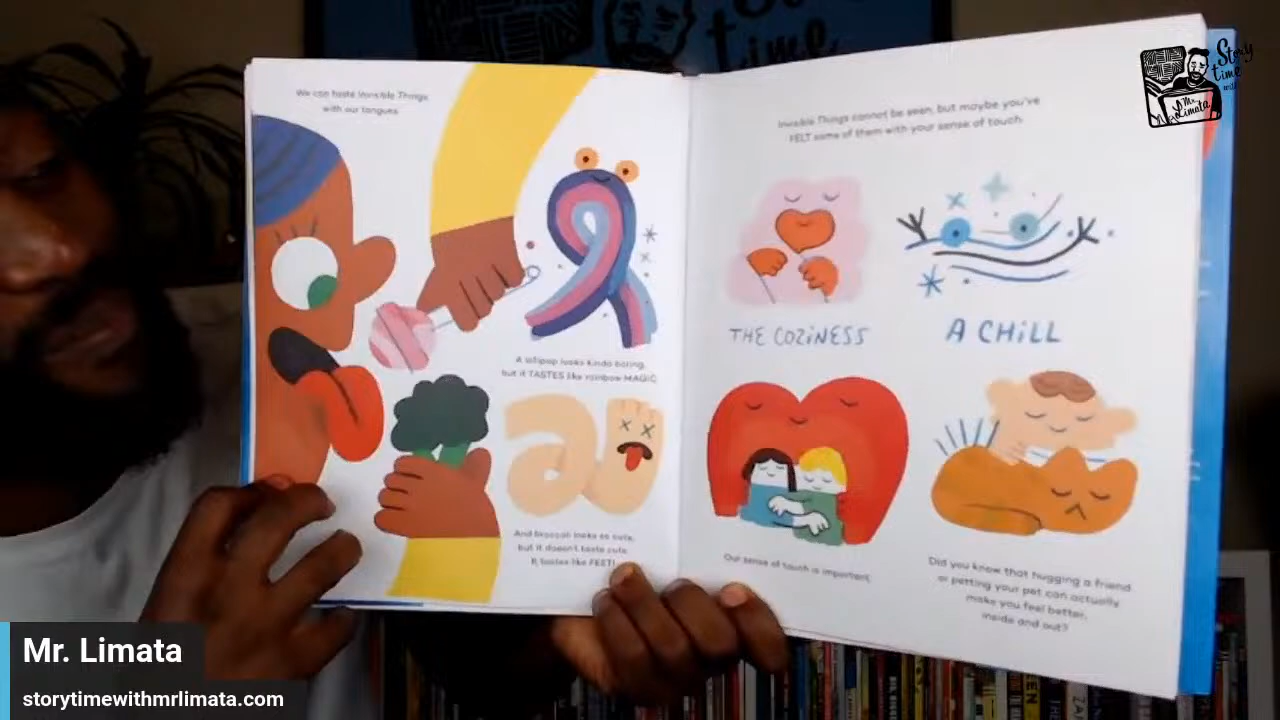 We can taste Invisible Things
with our tongues.
A lollipop looks kinda boring,
but it TASTES like rainbow MAGIC.
And broccoli looks so cute,
but it doesn't taste cute.
It tastes like FEET!
Invisible Things cannot be seen, but maybe you've
FELT some of them with your sense of touch.
THE COZINESS
A CHILL
Our sense of touch is important.
Did you know that hugging a friend
or petting your pet can actually
make you feel better,
inside and out?
Story
time
with
Mr.
Limata
time
Mr. Limata
storytimewithmrlimata.com